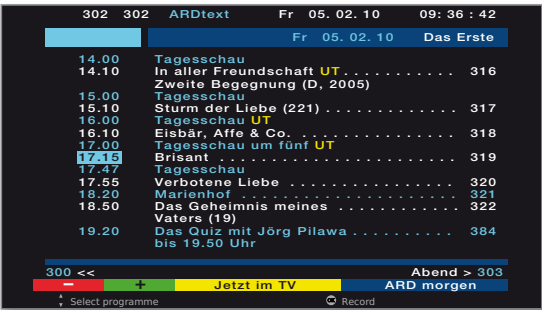 302 302 ARDtext Fr 05. 02. 10 09: 36 : 42
Fr 05. 02. 10 Das Erste
14.00 Tagesschau
14.10 In aller Freundschaft UT . . . . . . . . . . . 316
Zweite Begegnung (D, 2005)
15.00 Tagesschau
15.10 Sturm der Liebe (221) . . . . . . . . . . . . . 317
16.00 Tagesschau UT
16.10 Eisbär, Affe & Co. . . . . . . . . . . . . . . . 318
17.00 Tagesschau um fünf UT
17.15 Brisant . . . . . . . . . . . . . . . . . . . . . . . 319
17.47 Tagesschau
17.55 Verbotene Liebe . . . . . . . . . . . . . . . . 320
18.20 Marienhof . . . . . . . . . . . . . . . . . . . . 321
18.50 Das Geheimnis meines . . . . . . . . . . . 322
Vaters (19)
19.20 Das Quiz mit Jörg Pilawa . . . . . . . . . . 384
bis 19.50 Uhr
300 << Abend > 303
− + Jetzt im TV ARD morgen
Select programme Record